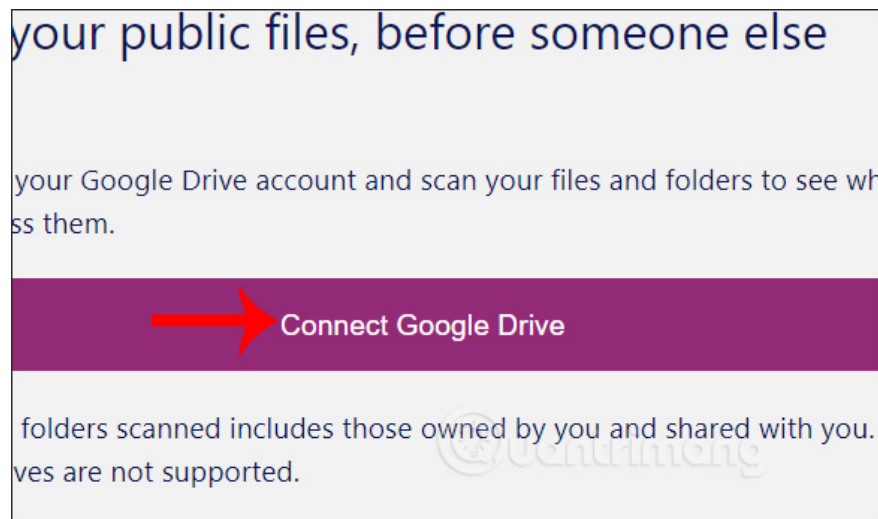 your public files, before someone else
your Google Drive account and scan your files and folders to see wh
ss them.
Connect Google Drive
folders scanned includes those owned by you and shared with you.
ves are not supported.
Quantrimang